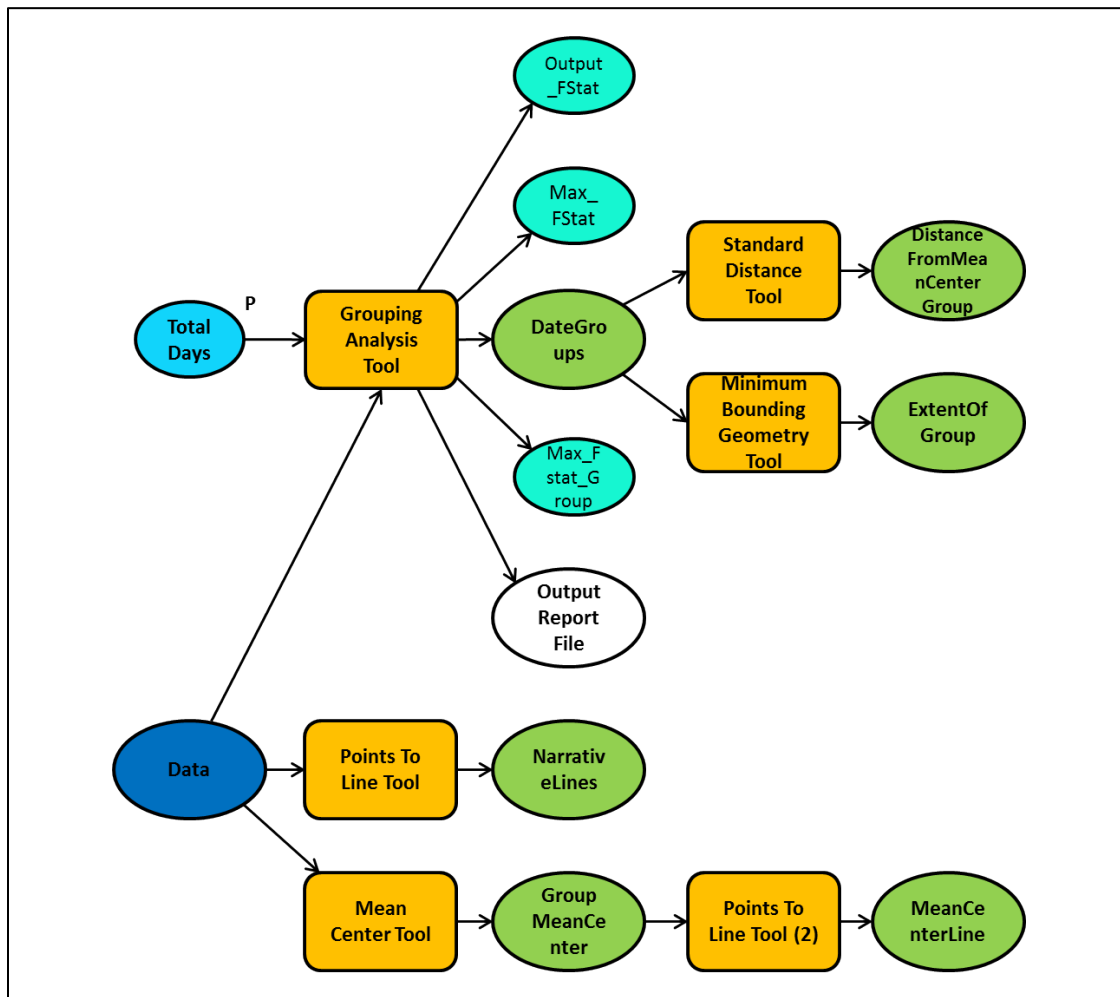 Output
_FStat
Max_
FStat
P
Total
Days
Grouping
Analysis
Tool
DateGro
ups
Standard
Distance
Tool
Distance
FromMea
nCenter
Group
Minimum
Bounding
Geometry
Tool
ExtentOf
Group
Max_F
stat_G
roup
Output
Report
File
Data
Points To
Line Tool
Narrativ
eLines
Mean
Center Tool
Group
MeanCe
nter
Points To
Line Tool (2)
MeanCe
nterLine